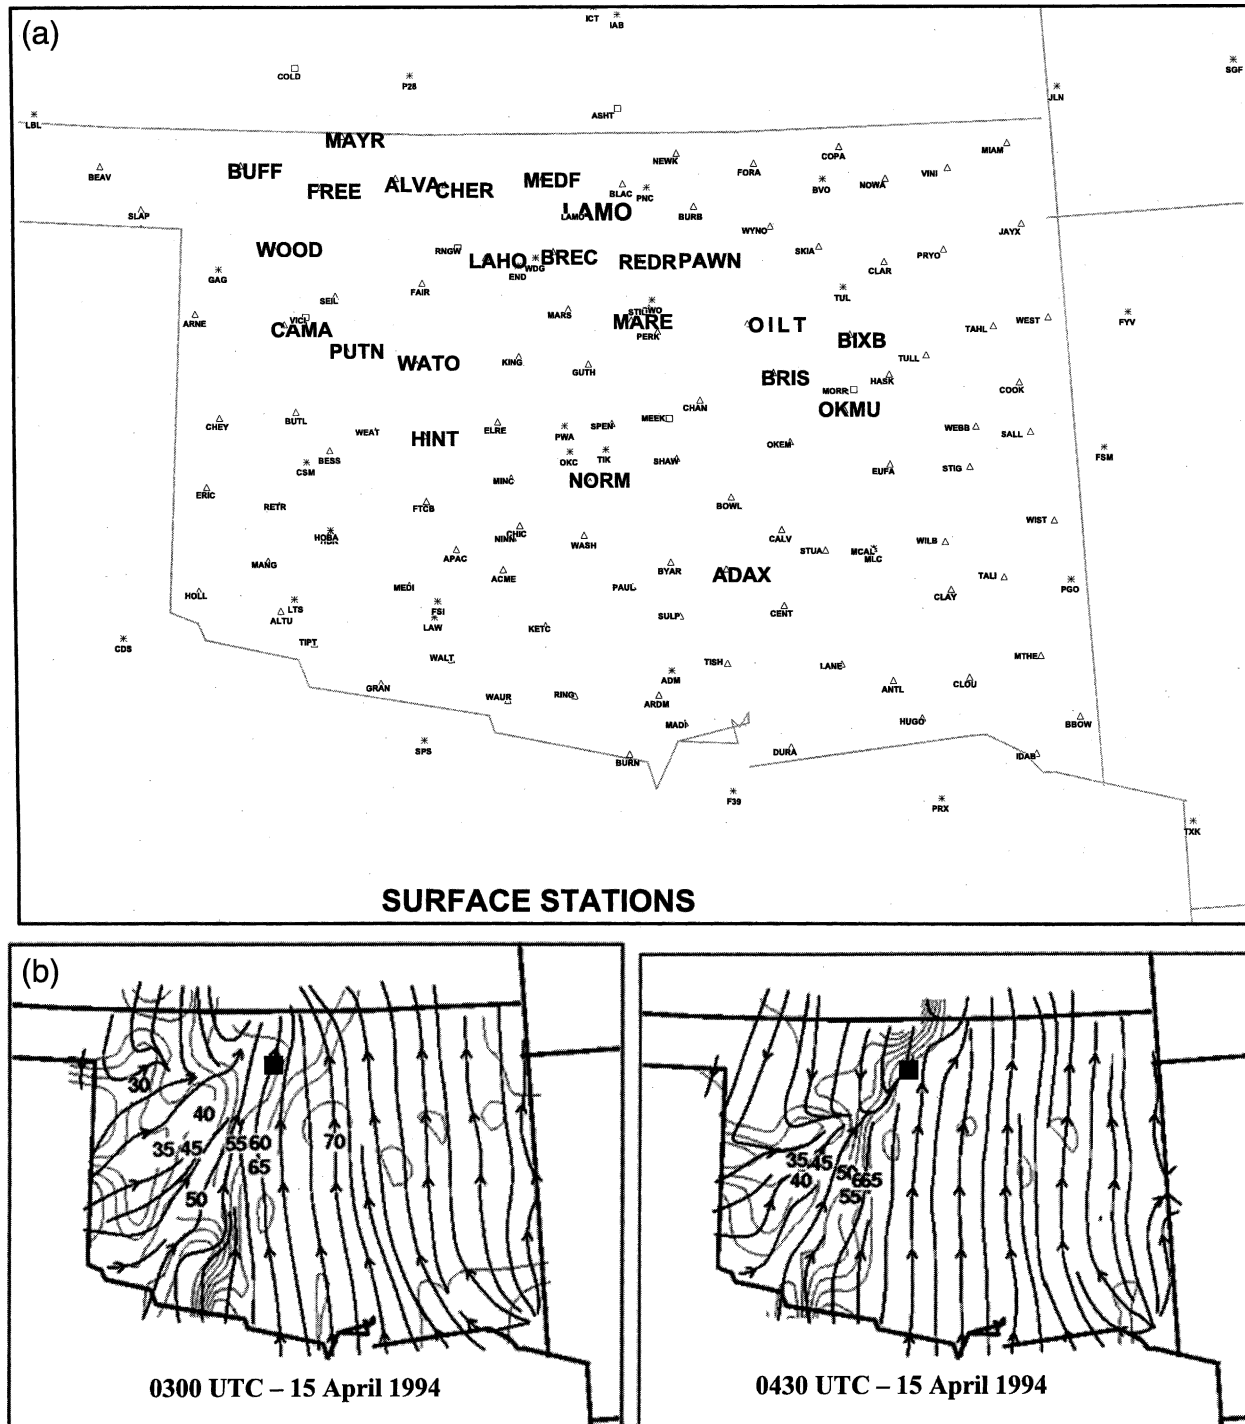 (a)
ICT
IAB
SGF
COLD
P28
JLN
ASHT
LBL
MAYR
COPA
MIAM
NEWK
BEAV
BUFF
FORA
VINI
FREE
ALVA
CHER
MEDF
BLAC
PNC
BVO
NOWA
SLAP
LAMO
LAMO
BURB
WYNO
JAYX
WOOD
RNGW
LAHO
BREC
WDG
END
REDR
PAWN
SKIA
PRYO
CLAR
GAG
FAIR
SEIL
TUL
ARNE
VICI
CAMA
MARS
MARE
PERK
OILT
BIXB
TAHL
WEST
FYV
PUTN
WATO
KING
GUTH
TULL
BRIS
HASK
MORR
COOK
OKMU
CHAN
MEEK
CHEY
BUTL
WEAT
HINT
ELRE
PWA
SPEN
WEBB
SALL
OKEM
BESS
CSM
OKC
TIK
SHAW
EUFA
STIG
FSM
NORM
MINC
ERIC
RETR
FTCB
BOWL
WIST
HOBA
NINN
CHIC
WASH
CALV
STUA
MCAL
MLC
WILB
APAC
MANG
ACME
BYAR
ADAX
TALI
PGO
HOLL
MEDI
PAUL
CLAY
LTS
ALTU
FSI
LAW
KETC
SULP
CENT
CDS
TIPT
WALT
TISH
LANE
MTHE
GRAN
ADM
ANTL
CLOU
WAUR
RING
ARDM
MADI
HUGO
BBOW
SPS
BURN
DURA
IDAB
F39
PRX
TXK
SURFACE STATIONS
(b)
30
40
35 45 55 60 70
65
50
0300 UTC – 15 April 1994
35 45 50 65
40 55
0430 UTC – 15 April 1994